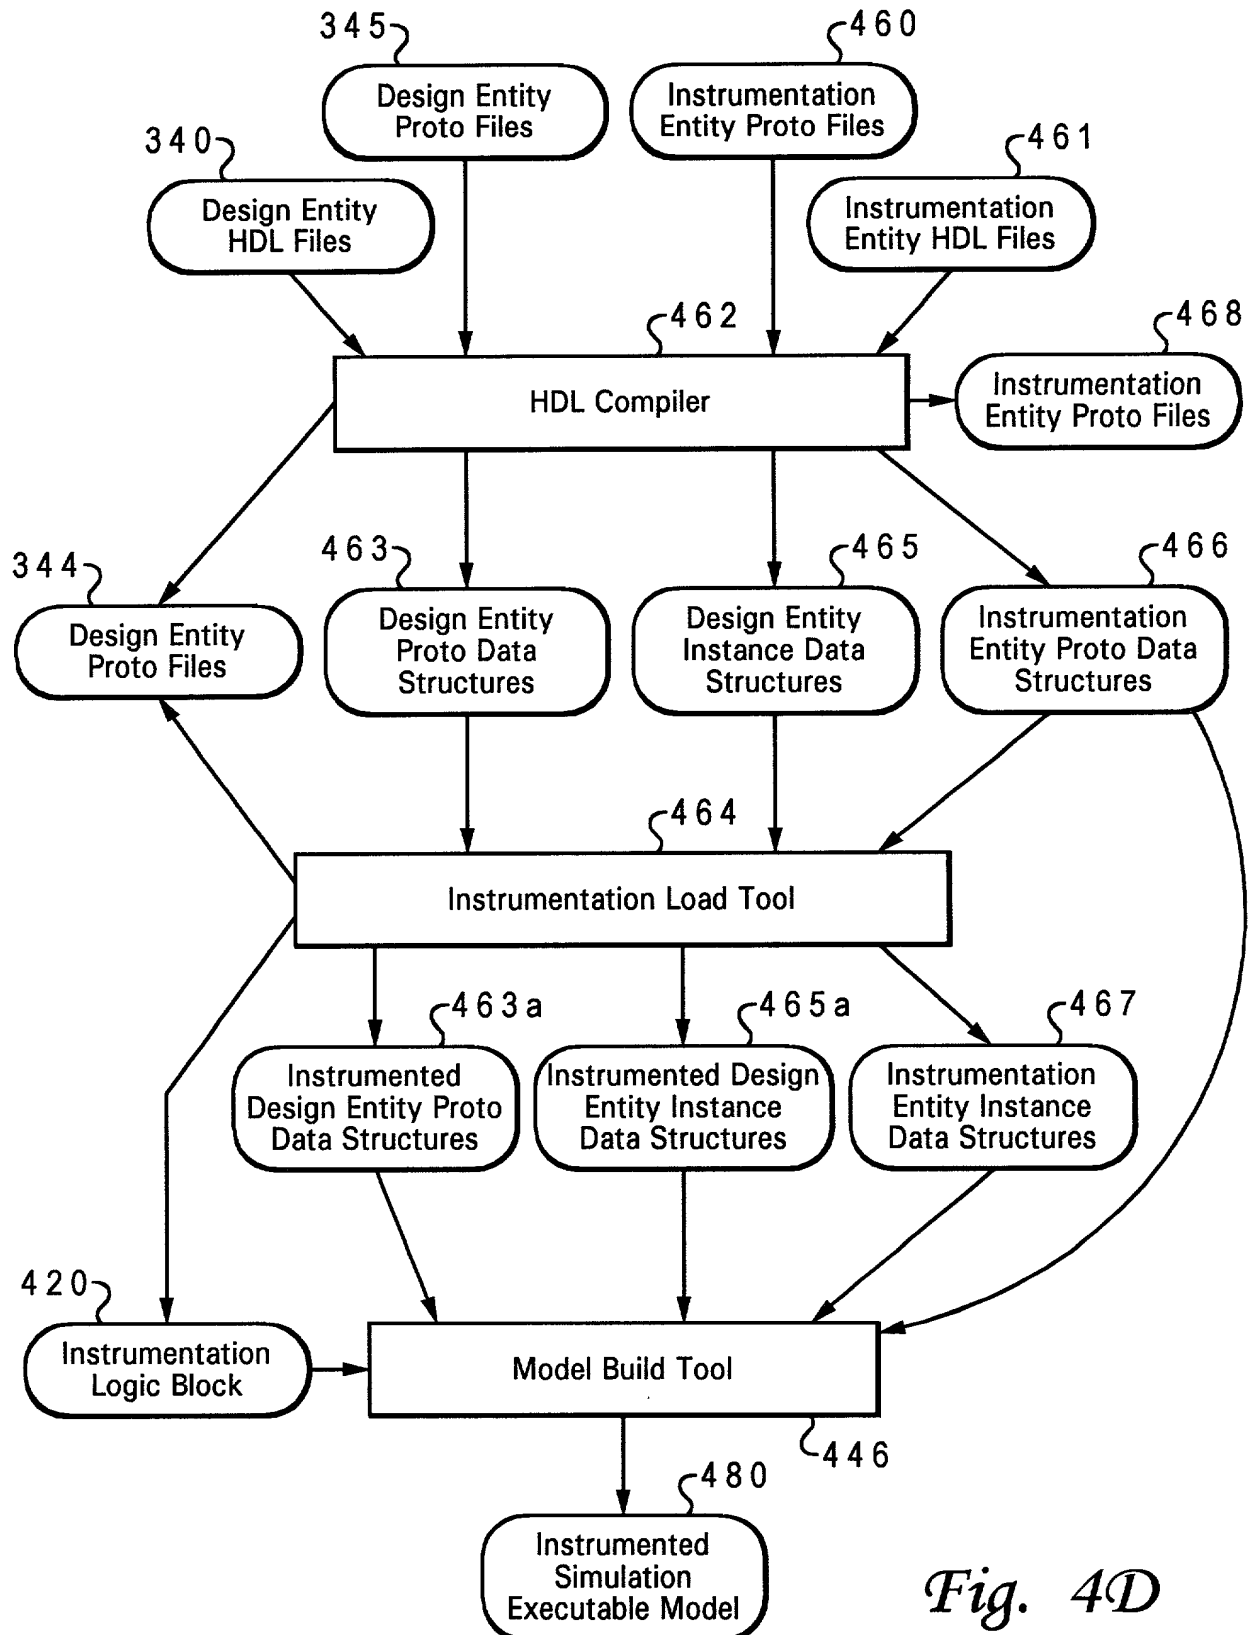 345
460
Design Entity
Proto Files
Instrumentation
Entity Proto Files
340
461
Design Entity
HDL Files
Instrumentation
Entity HDL Files
462
468
HDL Compiler
Instrumentation
Entity Proto Files
463
465
466
344
Design Entity
Proto Files
Design Entity
Proto Data
Structures
Design Entity
Instance Data
Structures
Instrumentation
Entity Proto Data
Structures
464
Instrumentation Load Tool
463a
465a
467
Instrumented
Design Entity Proto
Data Structures
Instrumented Design
Entity Instance
Data Structures
Instrumentation
Entity Instance
Data Structures
420
Instrumentation
Logic Block
Model Build Tool
446
480
Instrumented
Simulation
Executable Model
Fig. 4D